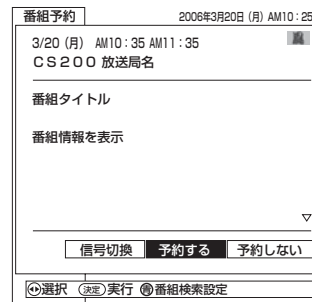 番組予約 2006年3月20日(月) AM10:25
3/20(月) AM10:35 AM11:35
CS200 放送局名
番組タイトル
番組情報を表示
信号切換 予約する 予約しない
選択 決定 実行 青 番組検索設定